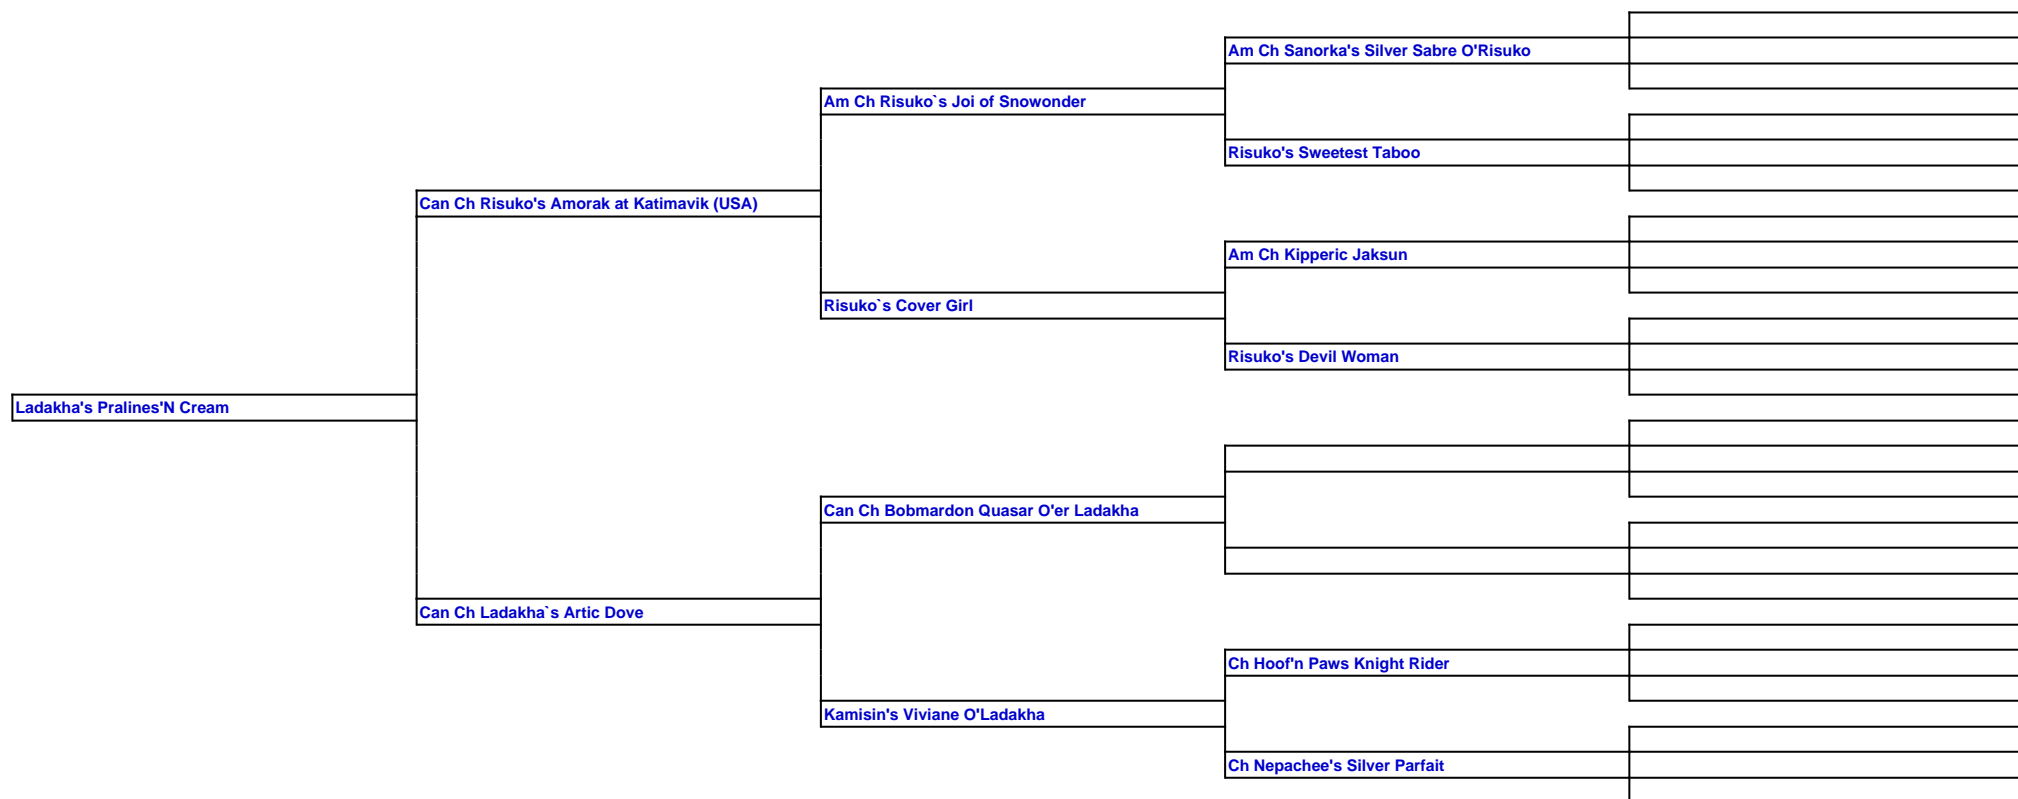 Am Ch Sanorka's Silver Sabre O'Risuko
Am Ch Risuko`s Joi of Snowonder
Risuko's Sweetest Taboo
Can Ch Risuko's Amorak at Katimavik (USA)
Am Ch Kipperic Jaksun
Risuko`s Cover Girl
Risuko's Devil Woman
Ladakha's Pralines'N Cream
Can Ch Bobmardon Quasar O'er Ladakha
Can Ch Ladakha`s Artic Dove
Ch Hoof'n Paws Knight Rider
Kamisin's Viviane O'Ladakha
Ch Nepachee's Silver Parfait